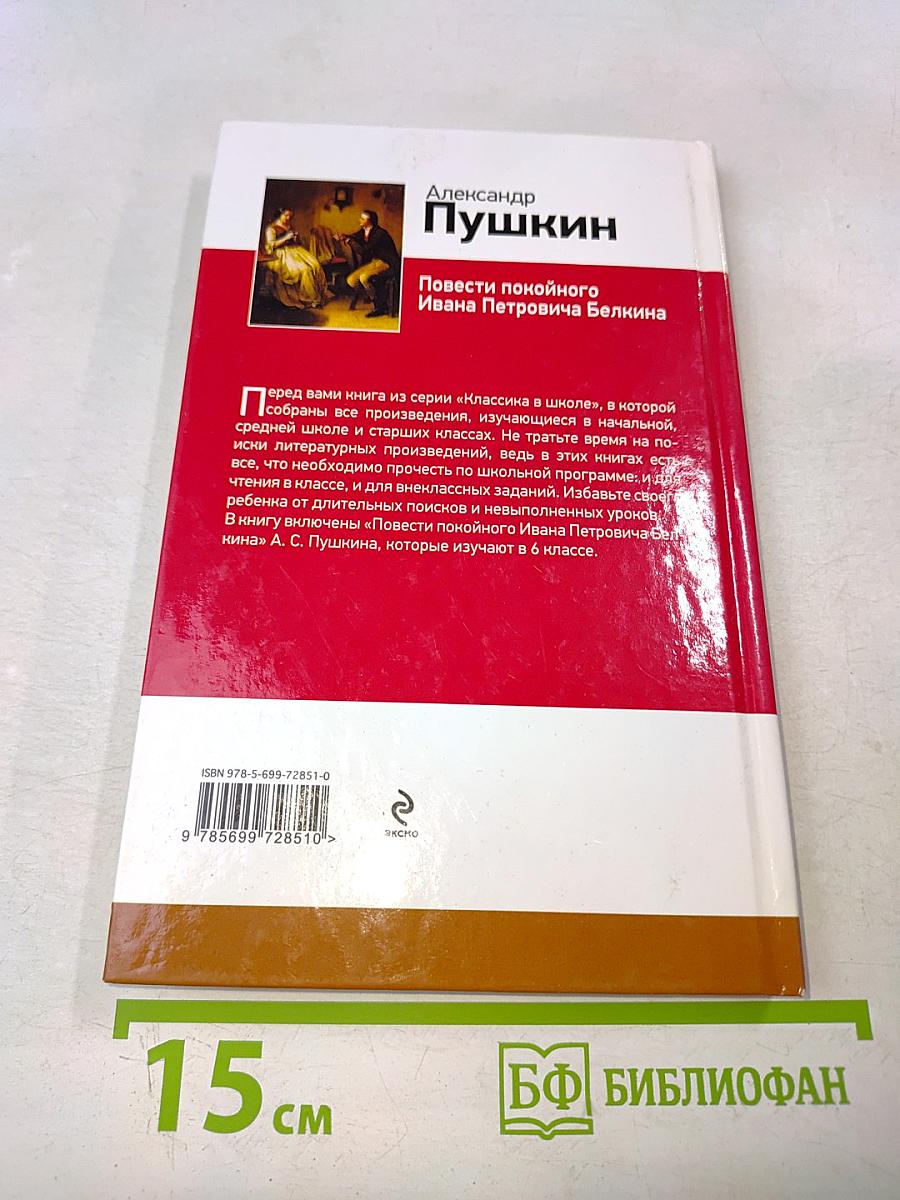 Александр
Пушкин
Повести покойного
Ивана Петровича Белкина
Перед вами книга из серии «Классика в школе», в которой
собраны все произведения, изучающиеся в начальной,
средней школе и старших классах. Не тратьте время на по-
иски литературных произведений, ведь в этих книгах есть
все, что необходимо прочесть по школьной программе: и для
чтения в классе, и для внеклассных заданий. Избавьте своего
ребенка от длительных поисков и невыполненных уроков.
В книгу включены «Повести покойного Ивана Петровича Бел-
кина» А. С. Пушкина, которые изучают в 6 классе.
ISBN 978-5-699-72851-0
9 785699 728510 >
ЭКСМО
15 см
БФ БИБЛИОФАН